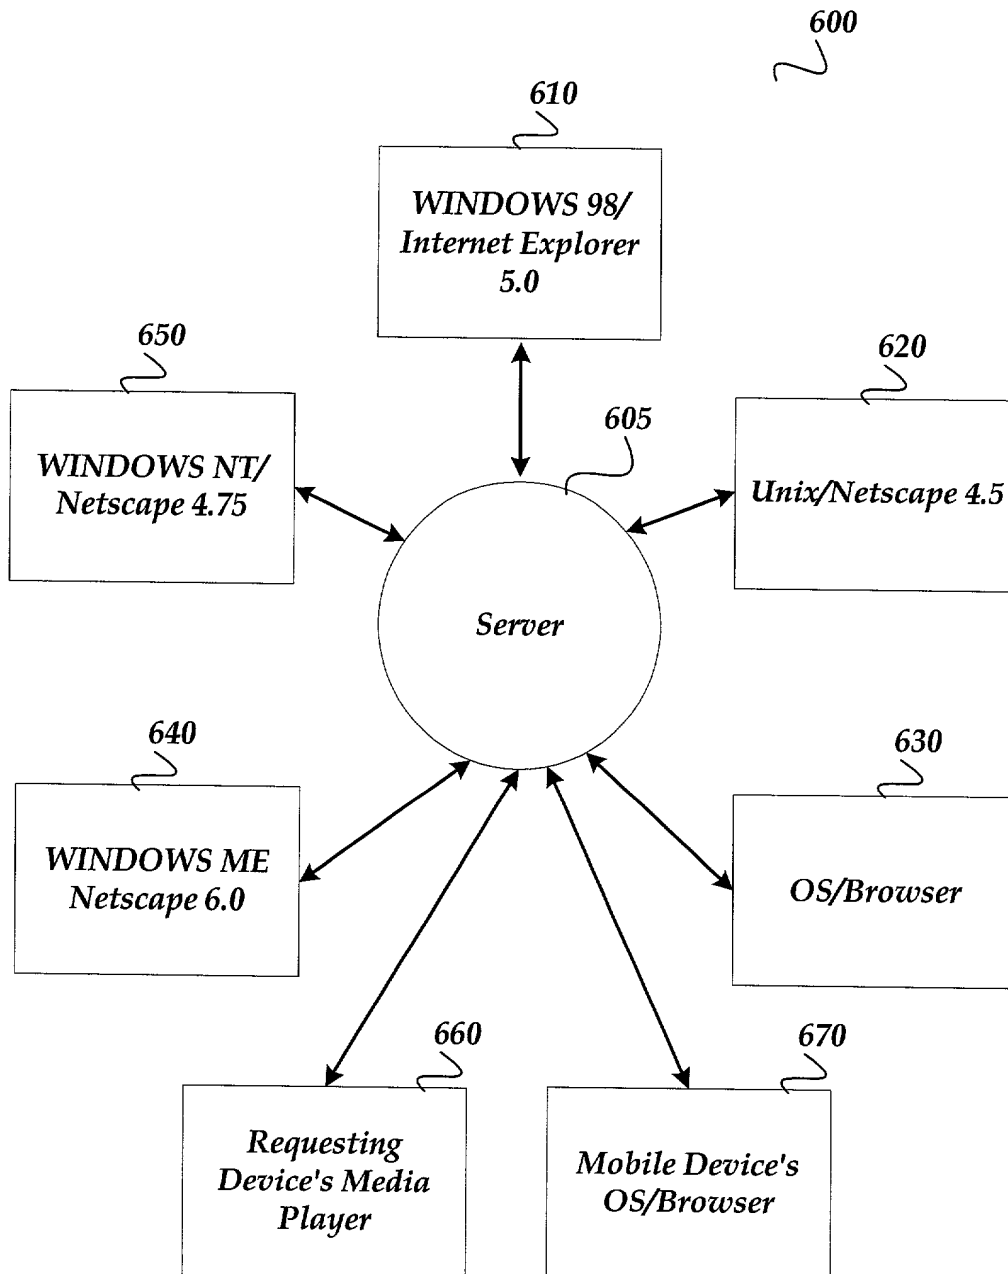 600
610
WINDOWS 98/
Internet Explorer
5.0
650
WINDOWS NT/
Netscape 4.75
620
Unix/Netscape 4.5
605
Server
640
WINDOWS ME
Netscape 6.0
630
OS/Browser
660
Requesting
Device's Media
Player
670
Mobile Device's
OS/Browser